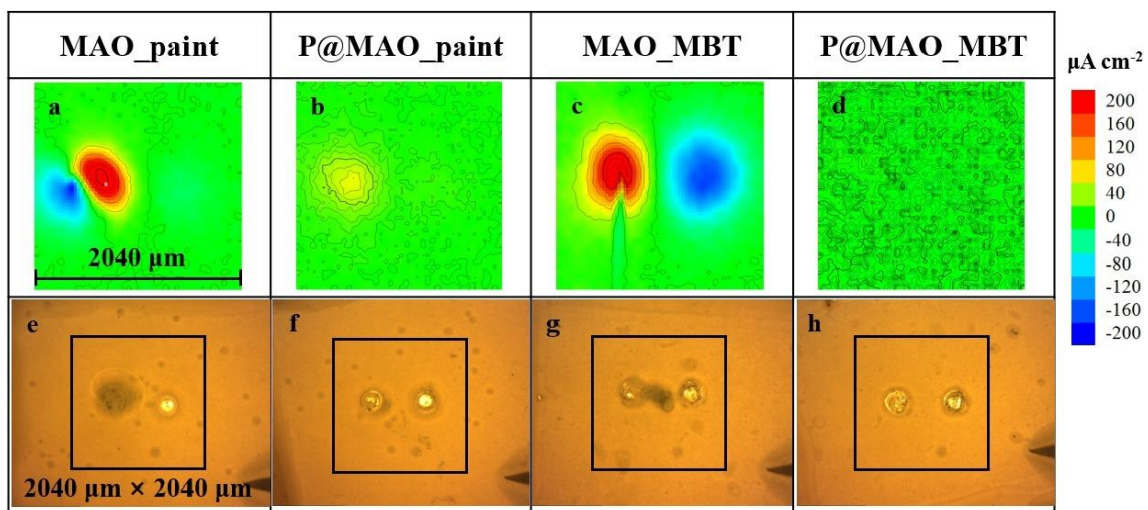 MAO_paint P@MAO_paint MAO_MBT P@MAO_MBT
µA cm⁻²
a b c d
200
160
120
80
40
0
-40
-80
-120
-160
-200
2040 µm
e f g h
2040 µm × 2040 µm